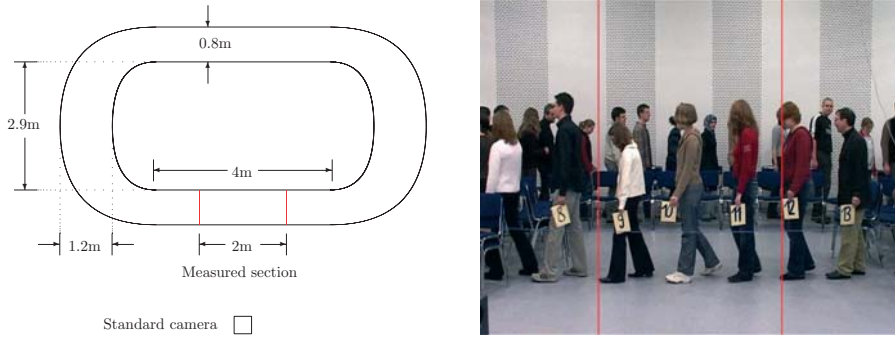 0.8m
2.9m
4m
1.2m
2m
Measured section
Standard camera
8
9
10
11
12
13